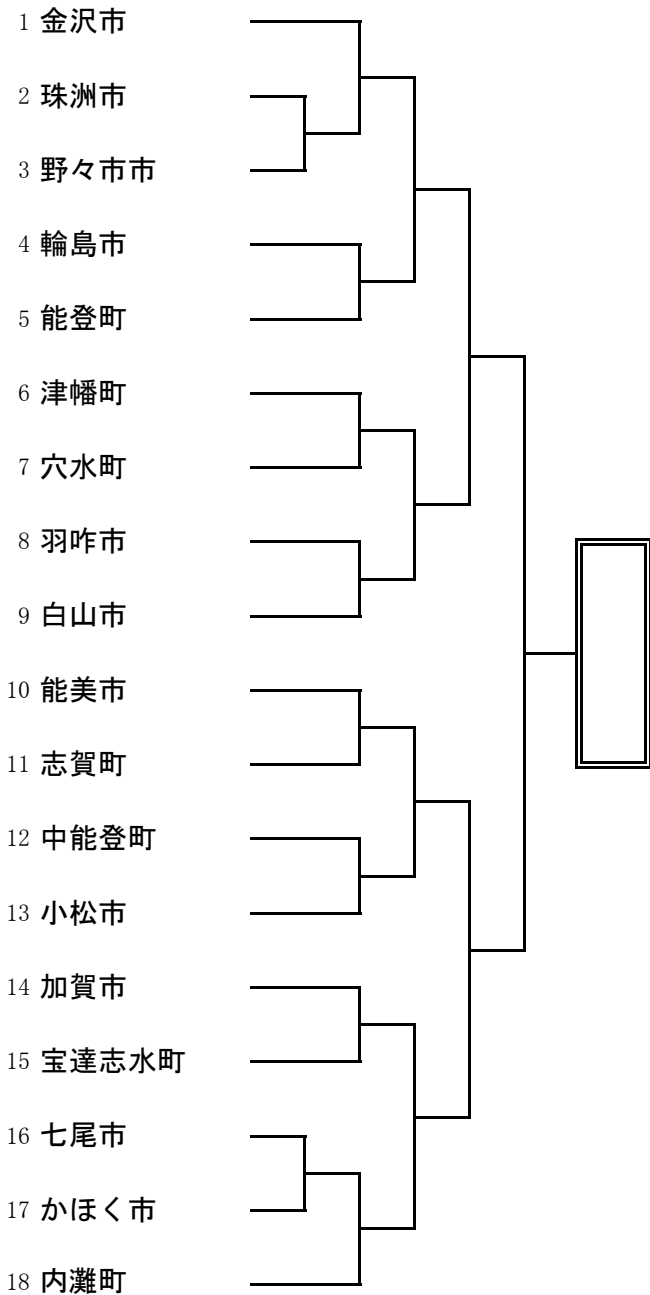 1 金沢市
2 珠洲市
3 野々市市
4 輪島市
5 能登町
6 津幡町
7 穴水町
8 羽咋市
9 白山市
10 能美市
11 志賀町
12 中能登町
13 小松市
14 加賀市
15 宝達志水町
16 七尾市
17 かほく市
18 内灘町